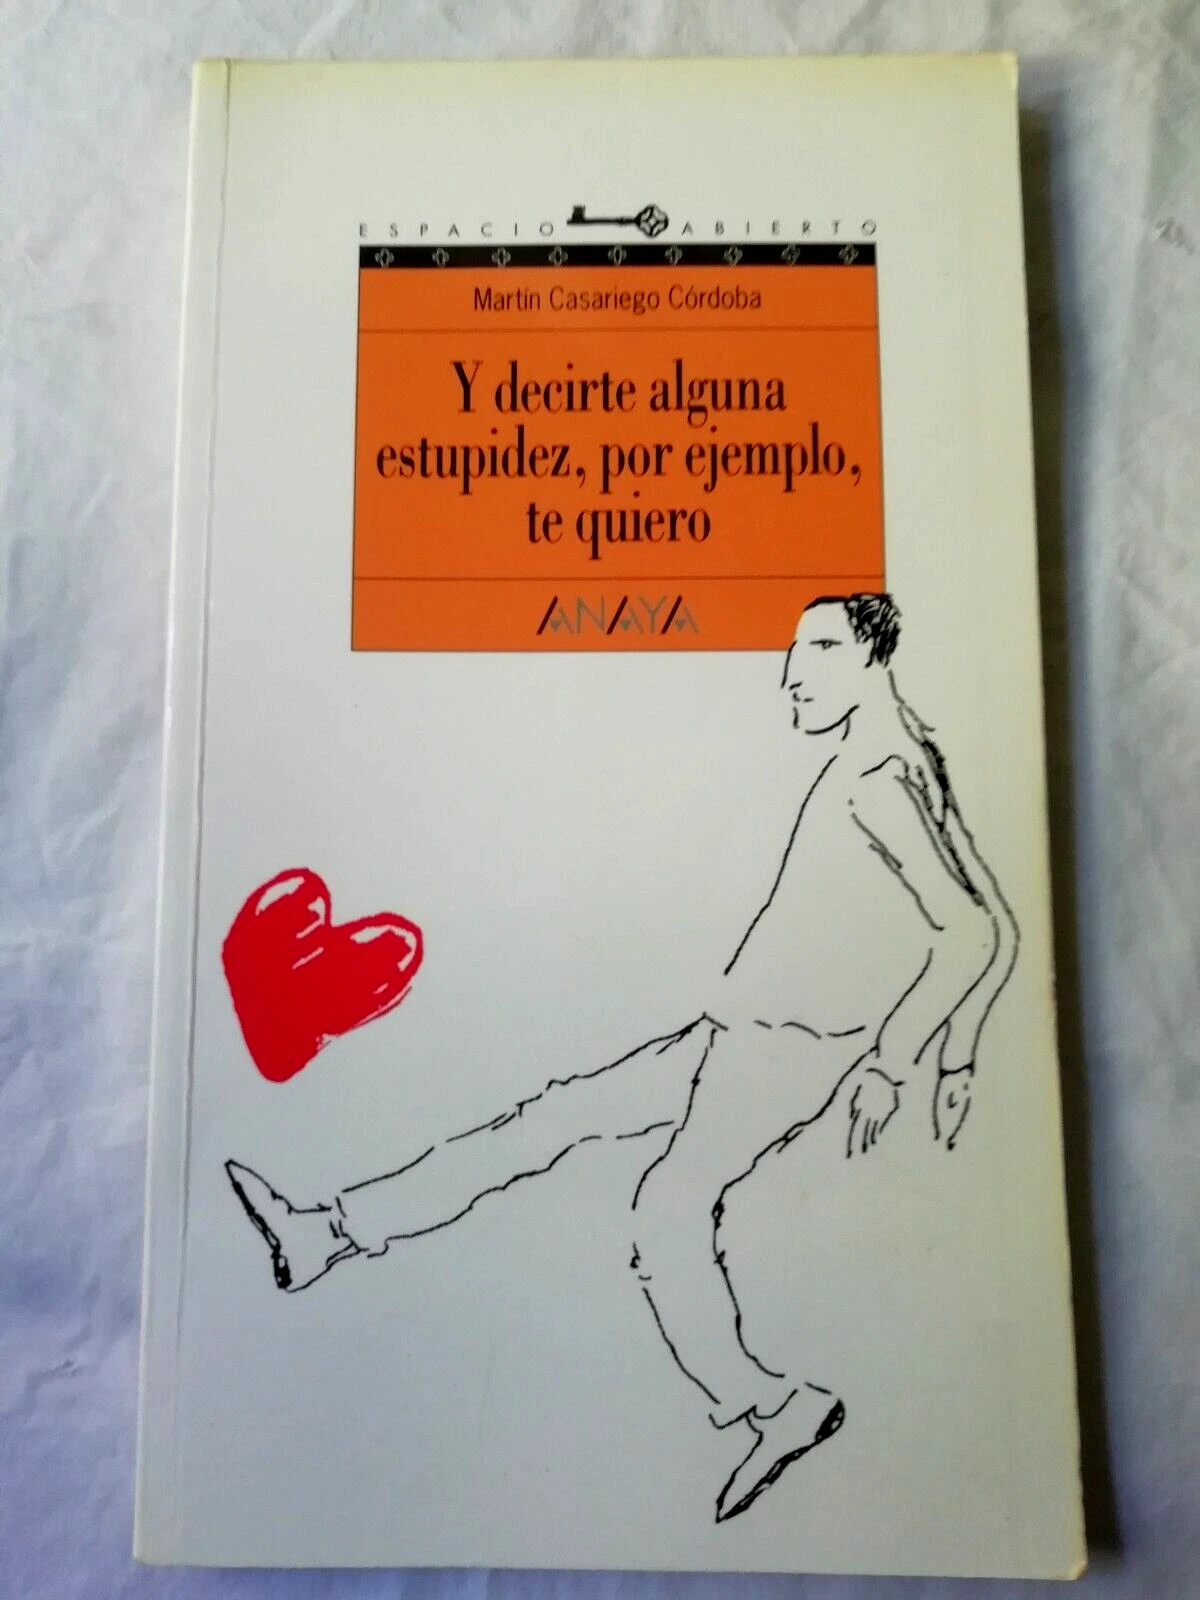 ESPACIO ABIERTO
Martín Casariego Córdoba
Y decirte alguna
estupidez, por ejemplo,
te quiero
ANAYA